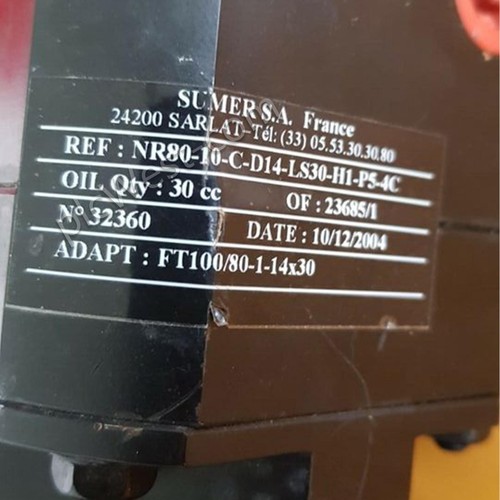 SUMER S.A. France
24200 SARLAT-Tél: (33) 05.53.30.30.80
REF : NR80-10-C-D14-LS30-H1-P5-4C
OIL Qty : 30 cc OF : 23685/1
N° 32360 DATE : 10/12/2004
ADAPT : FT100/80-1-14x30